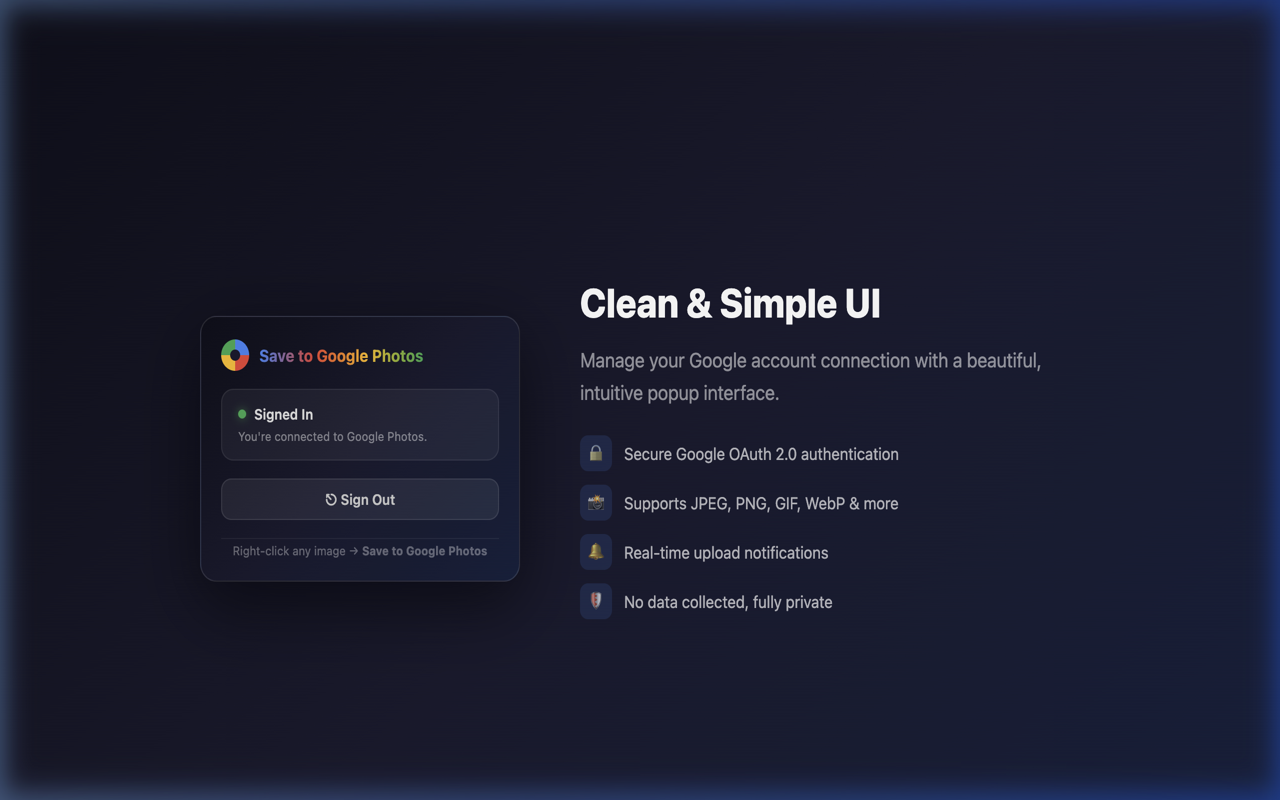 Save to Google Photos
Signed In
You're connected to Google Photos.
Sign Out
Right-click any image → Save to Google Photos
Clean & Simple UI
Manage your Google account connection with a beautiful,
intuitive popup interface.
Secure Google OAuth 2.0 authentication
Supports JPEG, PNG, GIF, WebP & more
Real-time upload notifications
No data collected, fully private